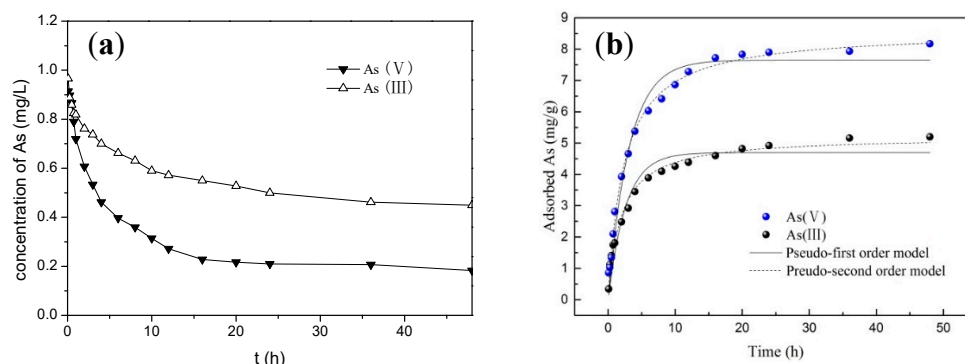 (a)
As (V)
As (III)
concentration of As (mg/L)
1.2
1.0
0.8
0.6
0.4
0.2
0.0
0
10
20
30
40
t (h)
(b)
As(V)
As(III)
Pseudo-first order model
Preudo-second order model
Adsorbed As (mg/g)
9
8
7
6
5
4
3
2
1
0
0
10
20
30
40
50
Time (h)